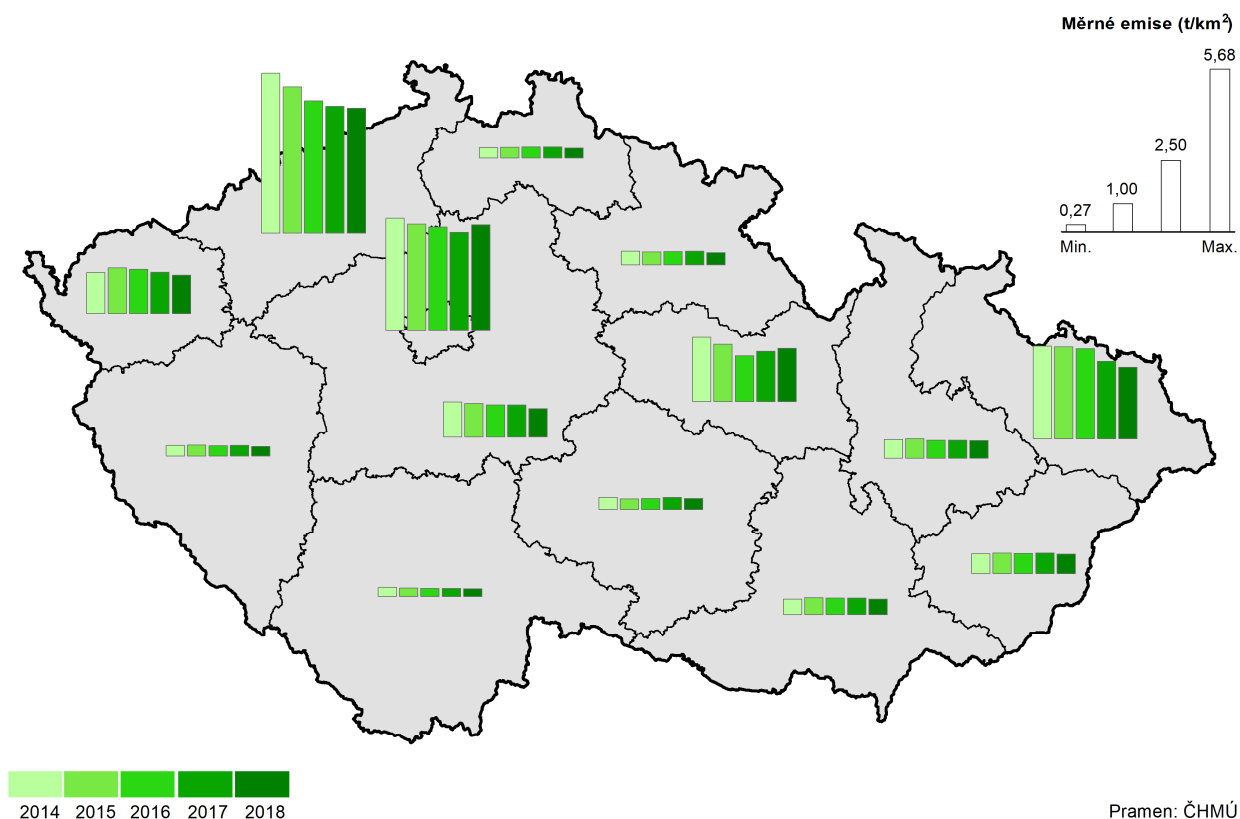 Měrné emise (t/km²)
5,68
2,50
1,00
0,27
Min. Max.
2014 2015 2016 2017 2018
Pramen: ČHMÚ